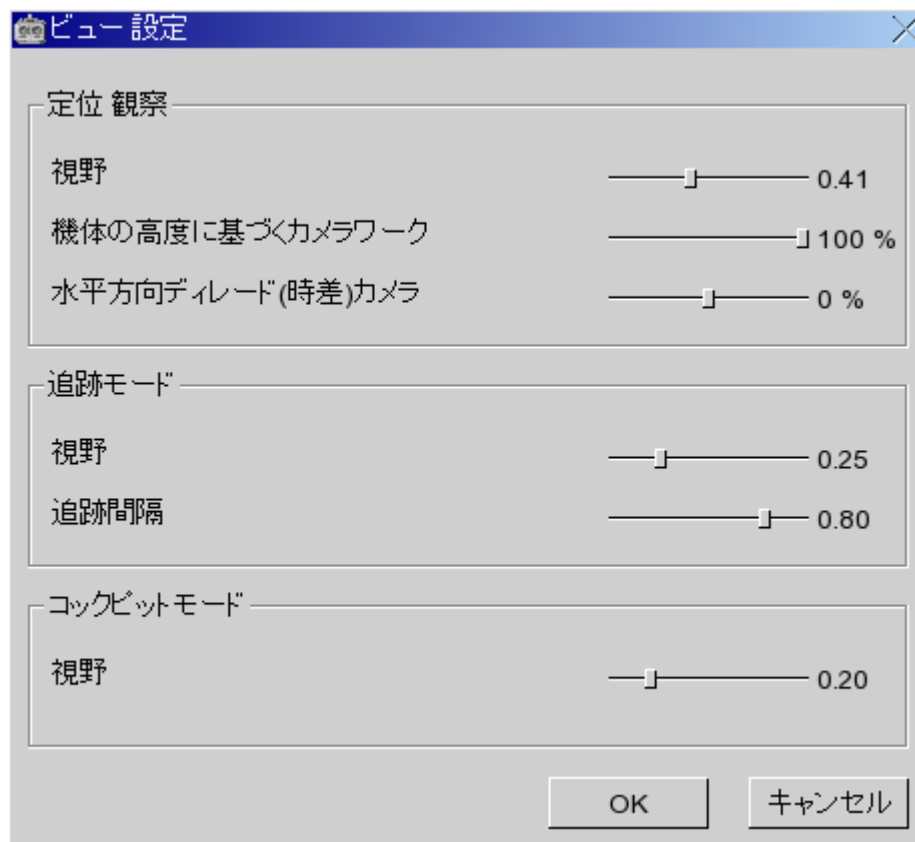 ビュー 設定
定位 観察
視野 0.41
機体の高度に基づくカメラワーク 100 %
水平方向ディレード(時差)カメラ 0 %
追跡モード
視野 0.25
追跡間隔 0.80
コックピットモード
視野 0.20
OK キャンセル